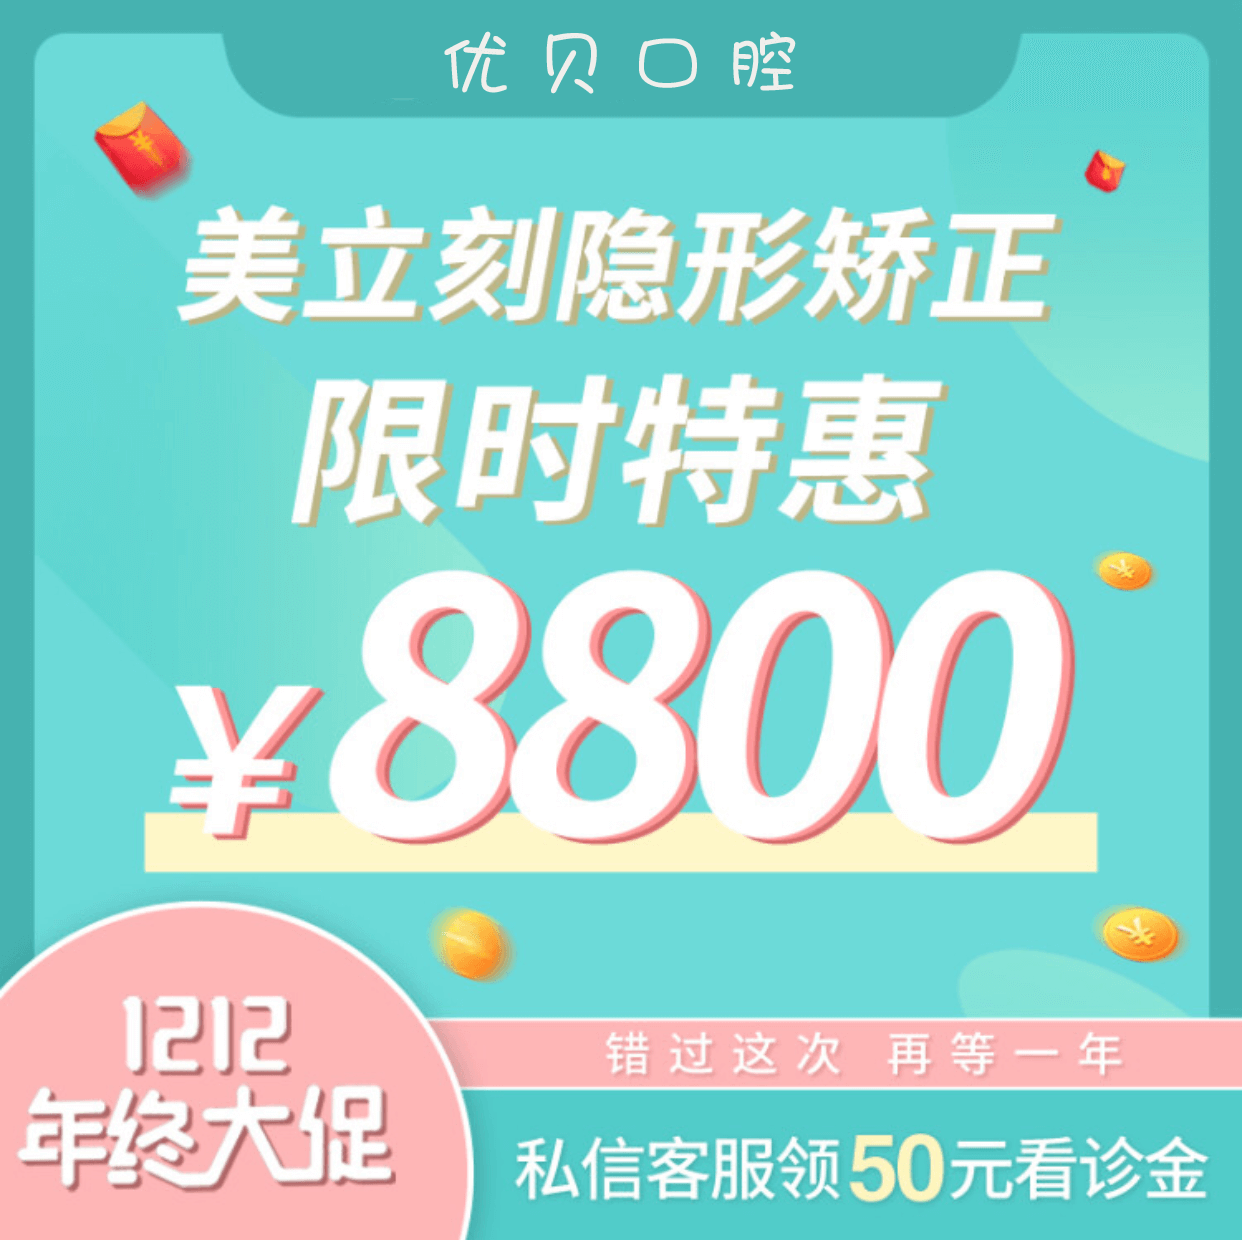 优贝口腔
美立刻隐形矫正
限时特惠
¥8800
1212
年终大促
错过这次 再等一年
私信客服领50元看诊金